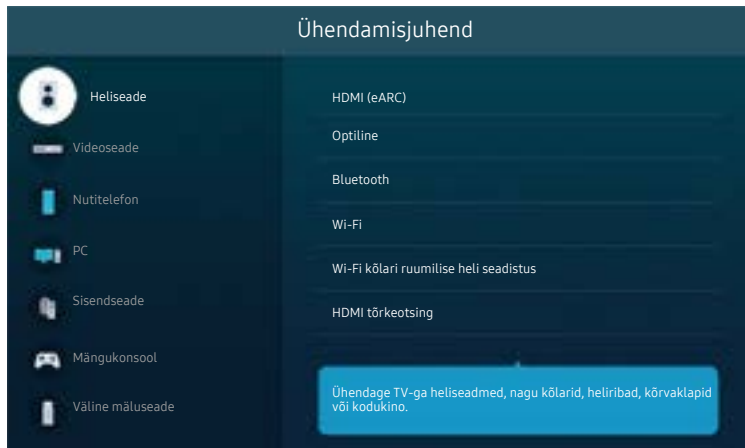 Ühendamisjuhend
Heliseade
Videoseade
Nutitelefon
PC
Sisendseade
Mängukonsool
Väline mäluseade
HDMI (eARC)
Optiline
Bluetooth
Wi-Fi
Wi-Fi kõlari ruumilise heli seadistus
HDMI tõrkeotsing
Ühendage TV-ga heliseadmed, nagu kõlarid, heliribad, kõrvaklapid
või kodukino.